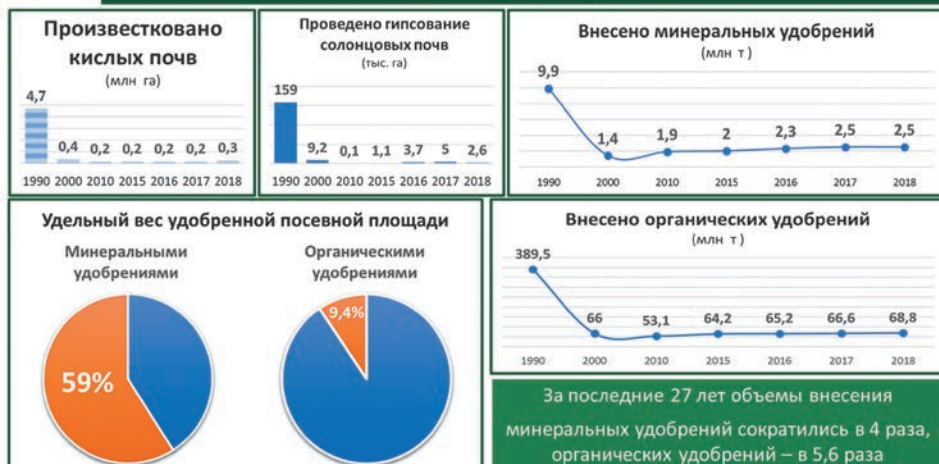 Произвестковано
кислых почв
(млн га)
4,7
0,4 0,2 0,2 0,2 0,2 0,3
1990 2000 2010 2015 2016 2017 2018
Проведено гипсование
солонцовых почв
(тыс. га)
159
9,2 0,1 1,1 3,7 5 2,6
1990 2000 2010 2015 2016 2017 2018
Внесено минеральных удобрений
(млн т)
9,9
1,4 1,9 2 2,3 2,5 2,5
1990 2000 2010 2015 2016 2017 2018
Удельный вес удобренной посевной площади
Минеральными
удобрениями
59%
Органическими
удобрениями
9,4%
Внесено органических удобрений
(млн т )
389,5
66 53,1 64,2 65,2 66,6 68,8
1990 2000 2010 2015 2016 2017 2018
За последние 27 лет объемы внесения
минеральных удобрений сократились в 4 раза,
органических удобрений – в 5,6 раза